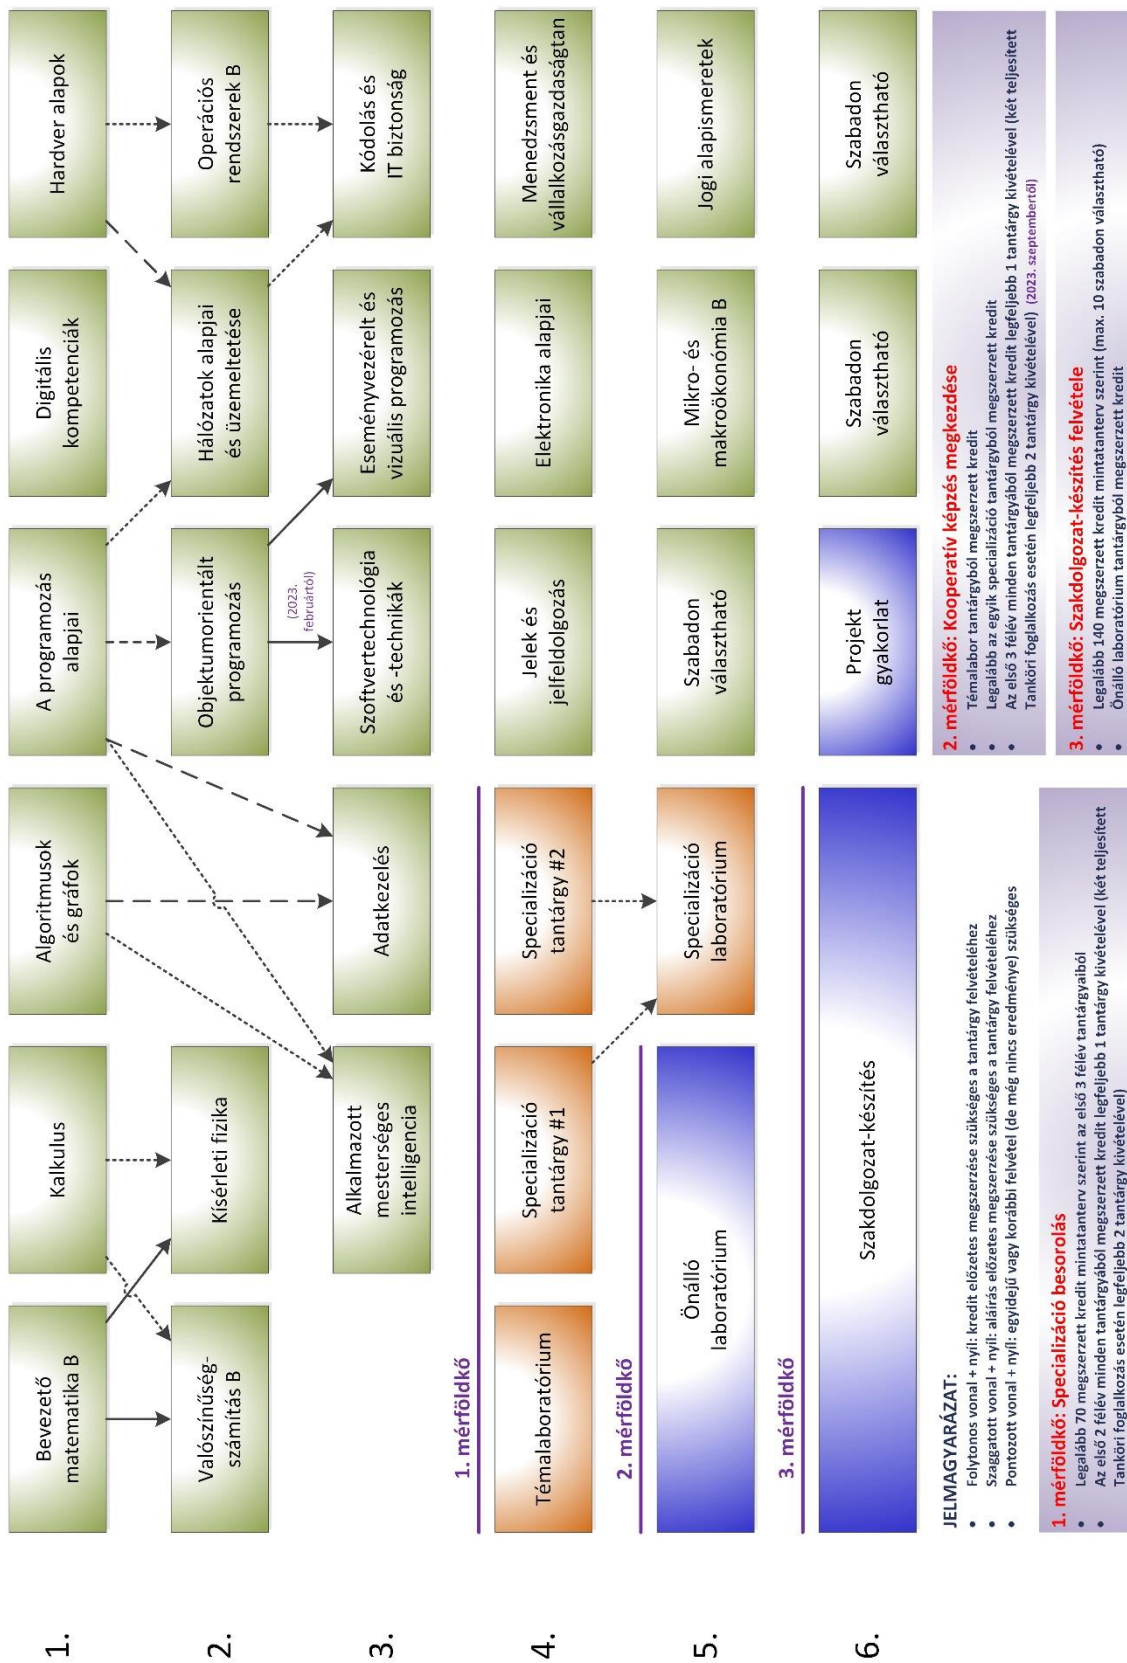 1.
Bevezető
matematika B
Kalkulus
Algoritmusok
és gráfok
A programozás
alapjai
Digitális
kompetenciák
Hardver alapok
2.
Valószínűség-
számítás B
Kísérleti fizika
Objektumorientált
programozás
Hálózatok alapjai
és üzemeltetése
Operációs
rendszerek B
(2023.
februártól)
3.
Alkalmazott
mesterséges
intelligencia
Adatkezelés
Szoftvertechnológia
és -technikák
Eseményvezérelt és
vizuális programozás
Kódolás és
IT biztonság
1. mérföldkő
4.
Témalaboratórium
Specializáció
tantárgy #1
Specializáció
tantárgy #2
Jelek és
jelfeldolgozás
Elektronika alapjai
Menedzsment és
vállalkozásgazdaságtan
2. mérföldkő
5.
Önálló
laboratórium
Specializáció
laboratórium
Szabadon
választható
Mikro- és
makroökonómia B
Jogi alapismeretek
3. mérföldkő
6.
Szakdolgozat-készítés
Projekt
gyakorlat
Szabadon
választható
Szabadon
választható
JELMAGYARÁZAT:
• Folytonos vonal + nyíl: kredit előzetes megszerzése szükséges a tantárgy felvételéhez
• Szaggatott vonal + nyíl: aláírás előzetes megszerzése szükséges a tantárgy felvételéhez
• Pontozott vonal + nyíl: egyidejű vagy korábbi felvétel (de még nincs eredménye) szükséges
1. mérföldkő: Specializáció besorolás
• Legalább 70 megszerzett kredit mintatanterv szerint az első 3 félév tantárgyaiból
• Az első 2 félév minden tantárgyából megszerzett kredit legfeljebb 1 tantárgy kivételével (két teljesített
Tanköri foglalkozás esetén legfeljebb 2 tantárgy kivételével)
2. mérföldkő: Kooperatív képzés megkezdése
• Témalabor tantárgyból megszerzett kredit
• Legalább az egyik specializáció tantárgyból megszerzett kredit
• Az első 3 félév minden tantárgyából megszerzett kredit legfeljebb 1 tantárgy kivételével (két teljesített
Tanköri foglalkozás esetén legfeljebb 2 tantárgy kivételével) (2023. szeptembertől)
3. mérföldkő: Szakdolgozat-készítés felvétele
• Legalább 140 megszerzett kredit mintatanterv szerint (max. 10 szabadon választható)
• Önálló laboratórium tantárgyból megszerzett kredit